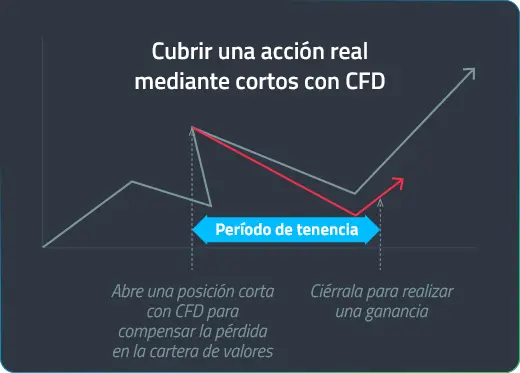 Cubrir una acción real
mediante cortos con CFD
Período de tenencia
Abre una posición corta
con CFD para
compensar la pérdida
en la cartera de valores
Ciérrala para realizar
una ganancia